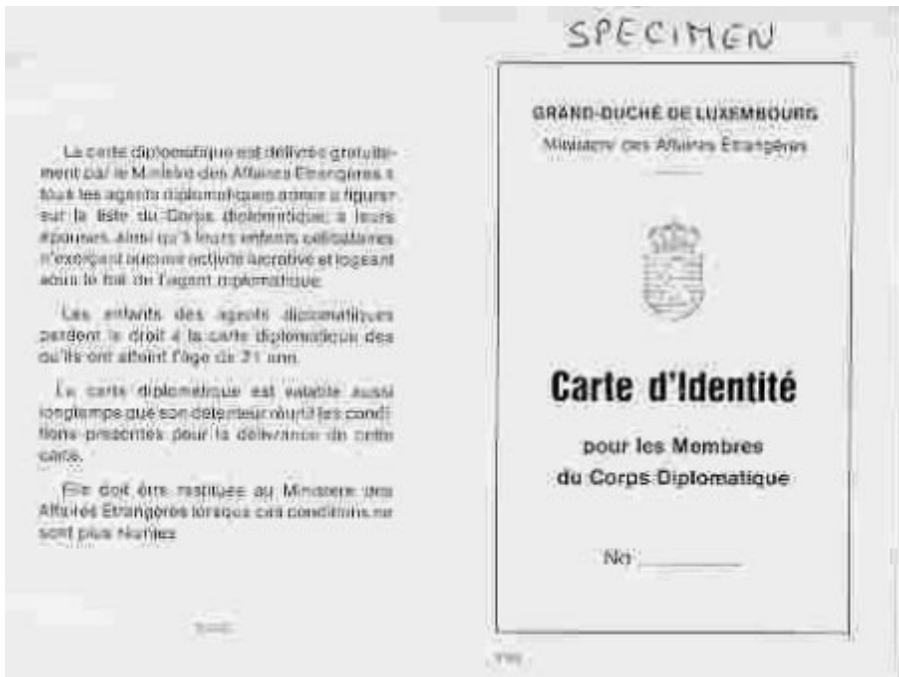 La carte diplomatique est délivrée gratuite-
ment par le Ministre des Affaires Etrangères à
tous les agents diplomatiques admis à figurer
sur la liste du Corps diplomatique, à leurs
épouses ainsi qu'à leurs enfants célibataires
n'exerçant aucune activité lucrative et logeant
sous le toit de l'agent diplomatique.
Les enfants des agents diplomatiques
perdent le droit à la carte diplomatique dès
qu'ils ont atteint l'âge de 21 ans.
La carte diplomatique est valable aussi
longtemps que son détenteur réunit les condi-
tions prescrites pour la délivrance de cette
carte.
Elle doit être restituée au Ministère des
Affaires Etrangères lorsque ces conditions ne
sont plus réunies.
SPECIMEN
GRAND-DUCHÉ DE LUXEMBOURG
Ministère des Affaires Étrangères
Carte d'Identité
pour les Membres
du Corps Diplomatique
No